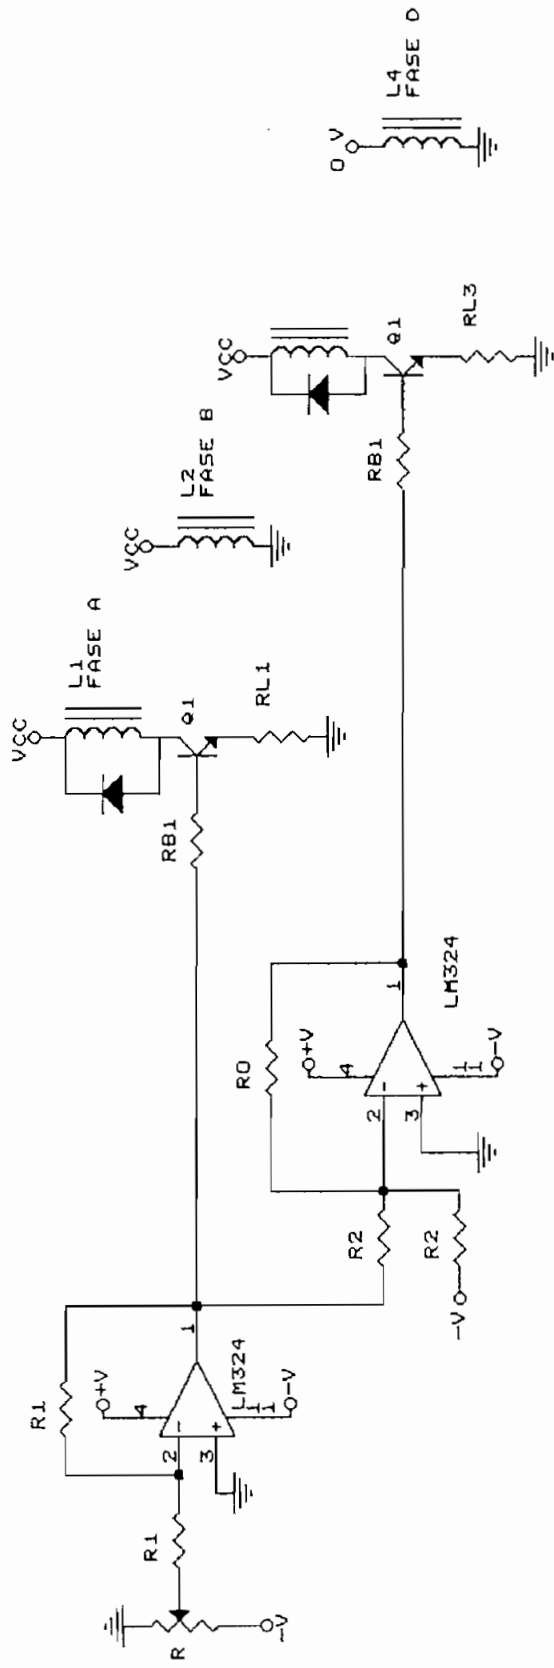 R
-V
R1
R1
2
3
4
+V
1
LM324
11
-V
RB1
VCC
L1
FASE A
Q1
RL1
VCC
L2
FASE B
R2
R2
-V
R0
2
3
4
+V
1
11
-V
LM324
RB1
VCC
Q1
RL3
0 V
L4
FASE D